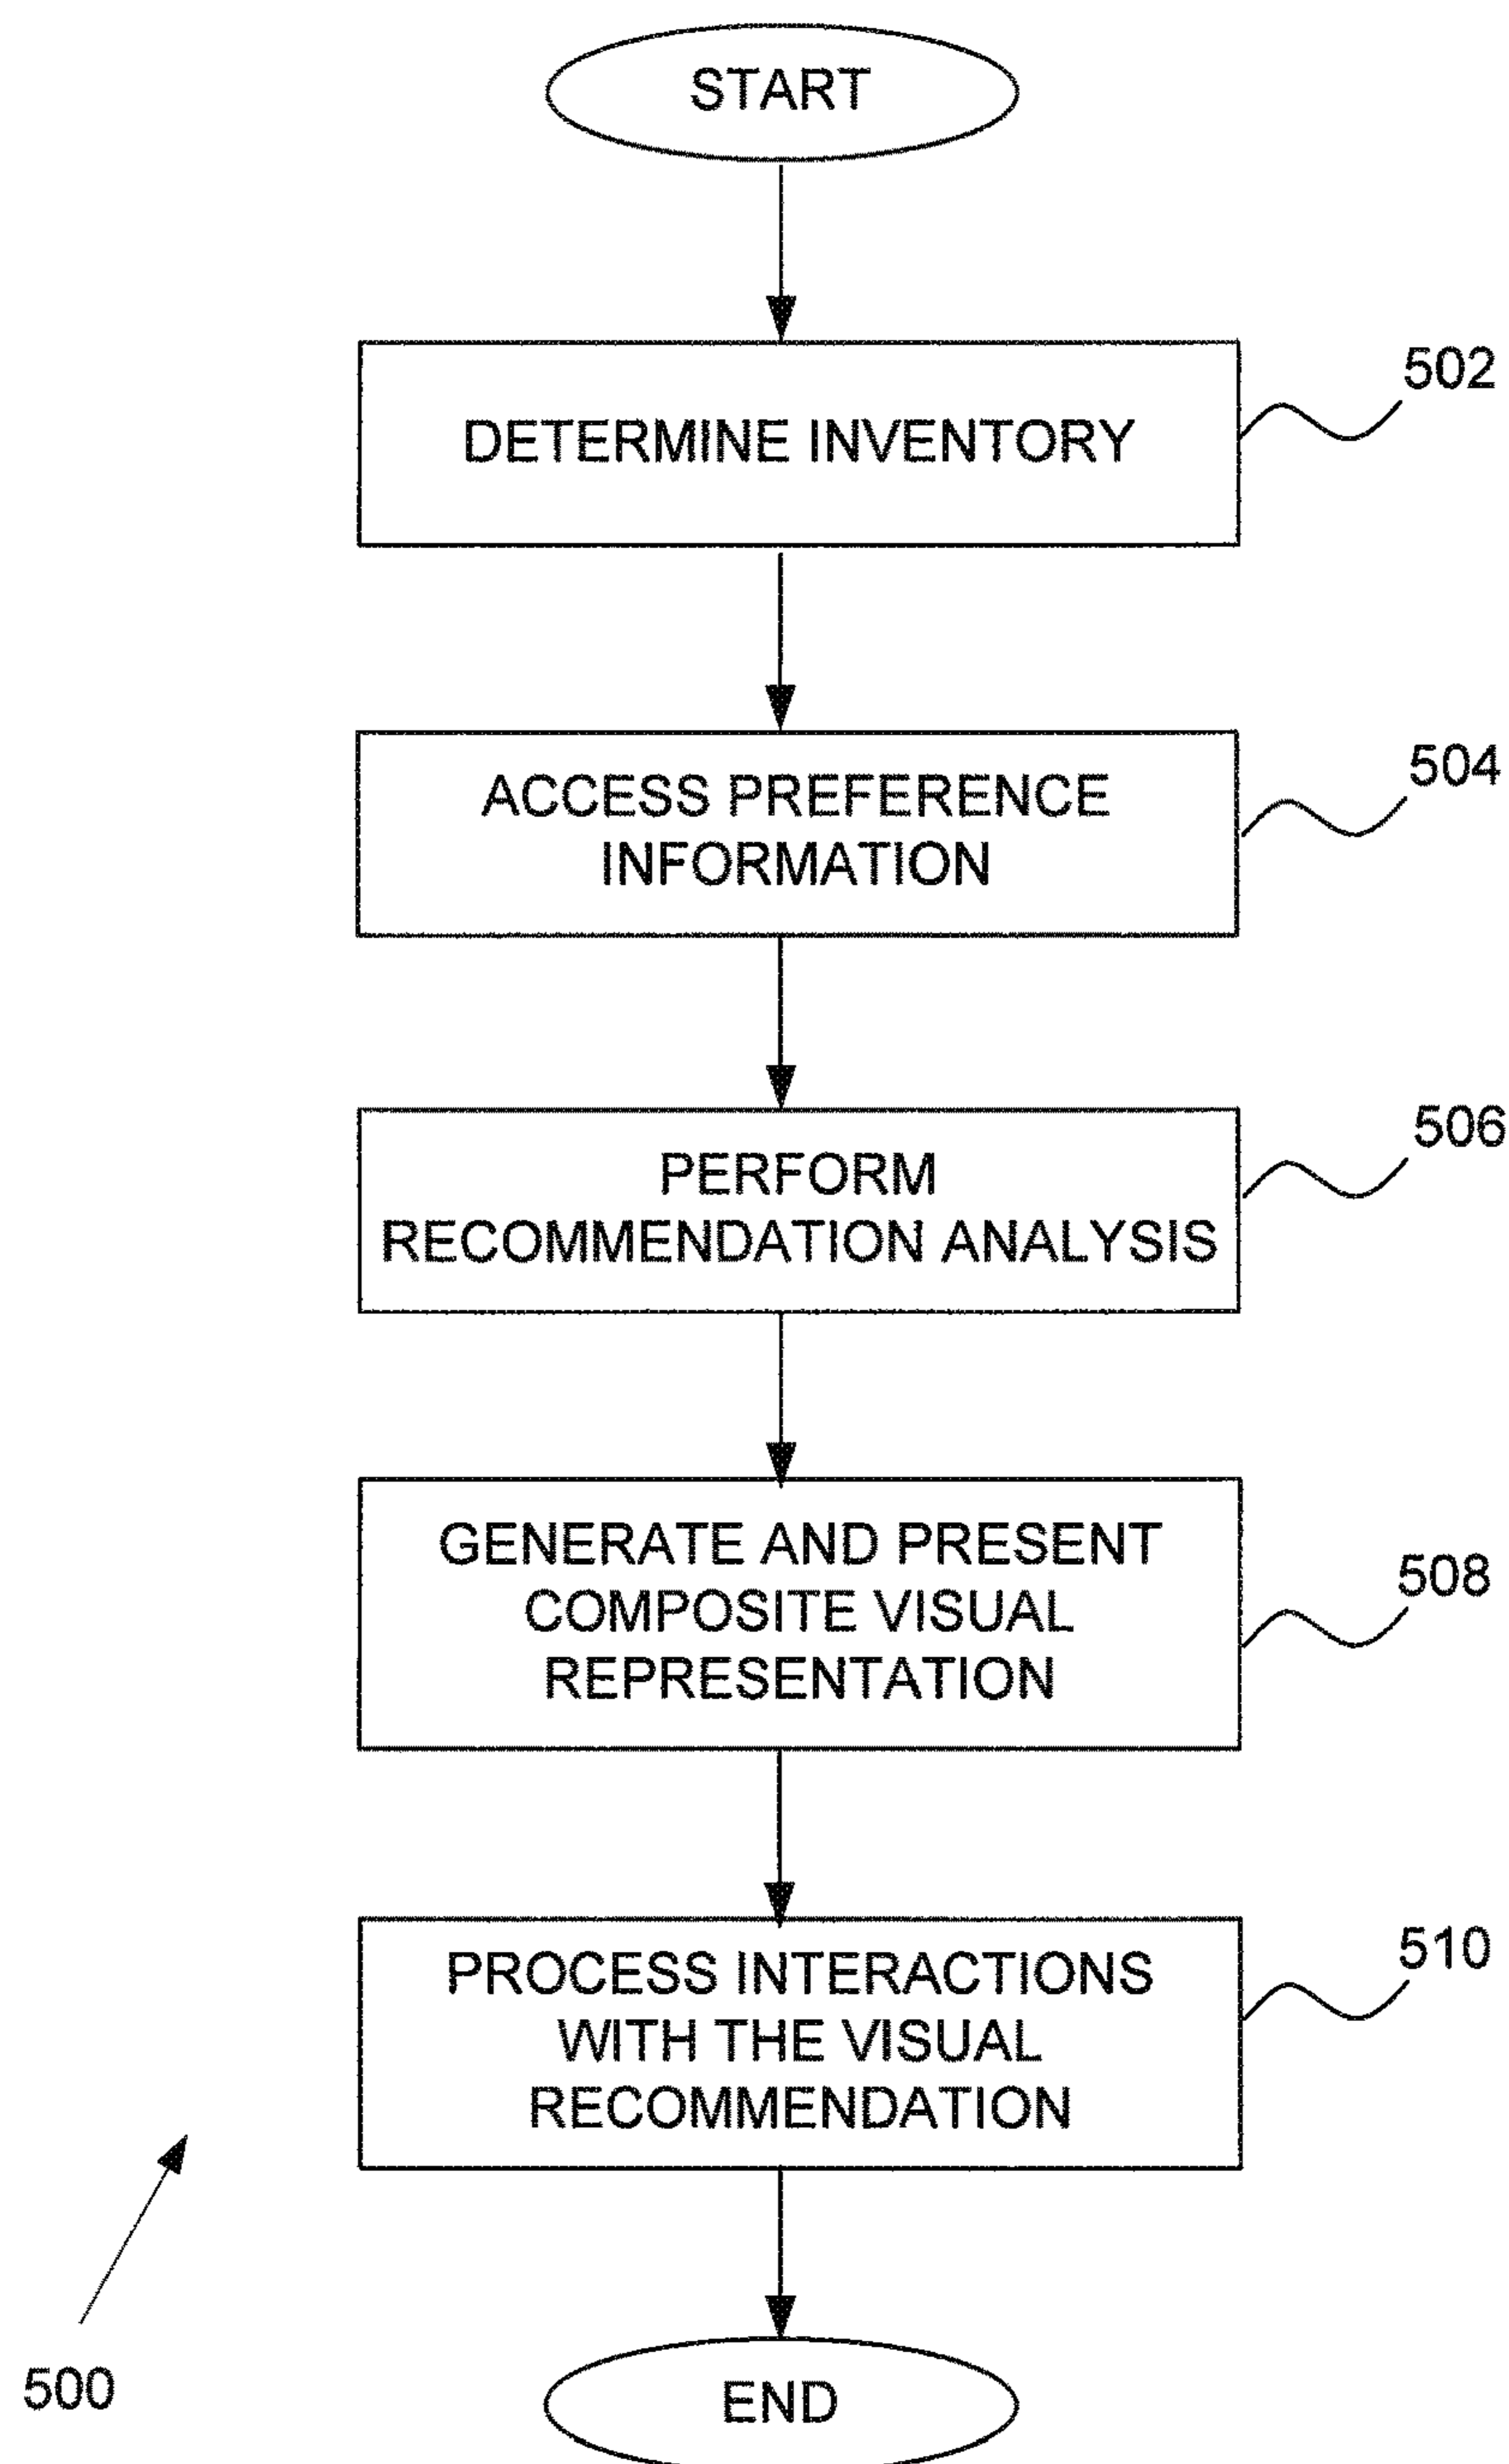 START
DETERMINE INVENTORY
502
ACCESS PREFERENCE
INFORMATION
504
PERFORM
RECOMMENDATION ANALYSIS
506
GENERATE AND PRESENT
COMPOSITE VISUAL
REPRESENTATION
508
PROCESS INTERACTIONS
WITH THE VISUAL
RECOMMENDATION
510
500
END